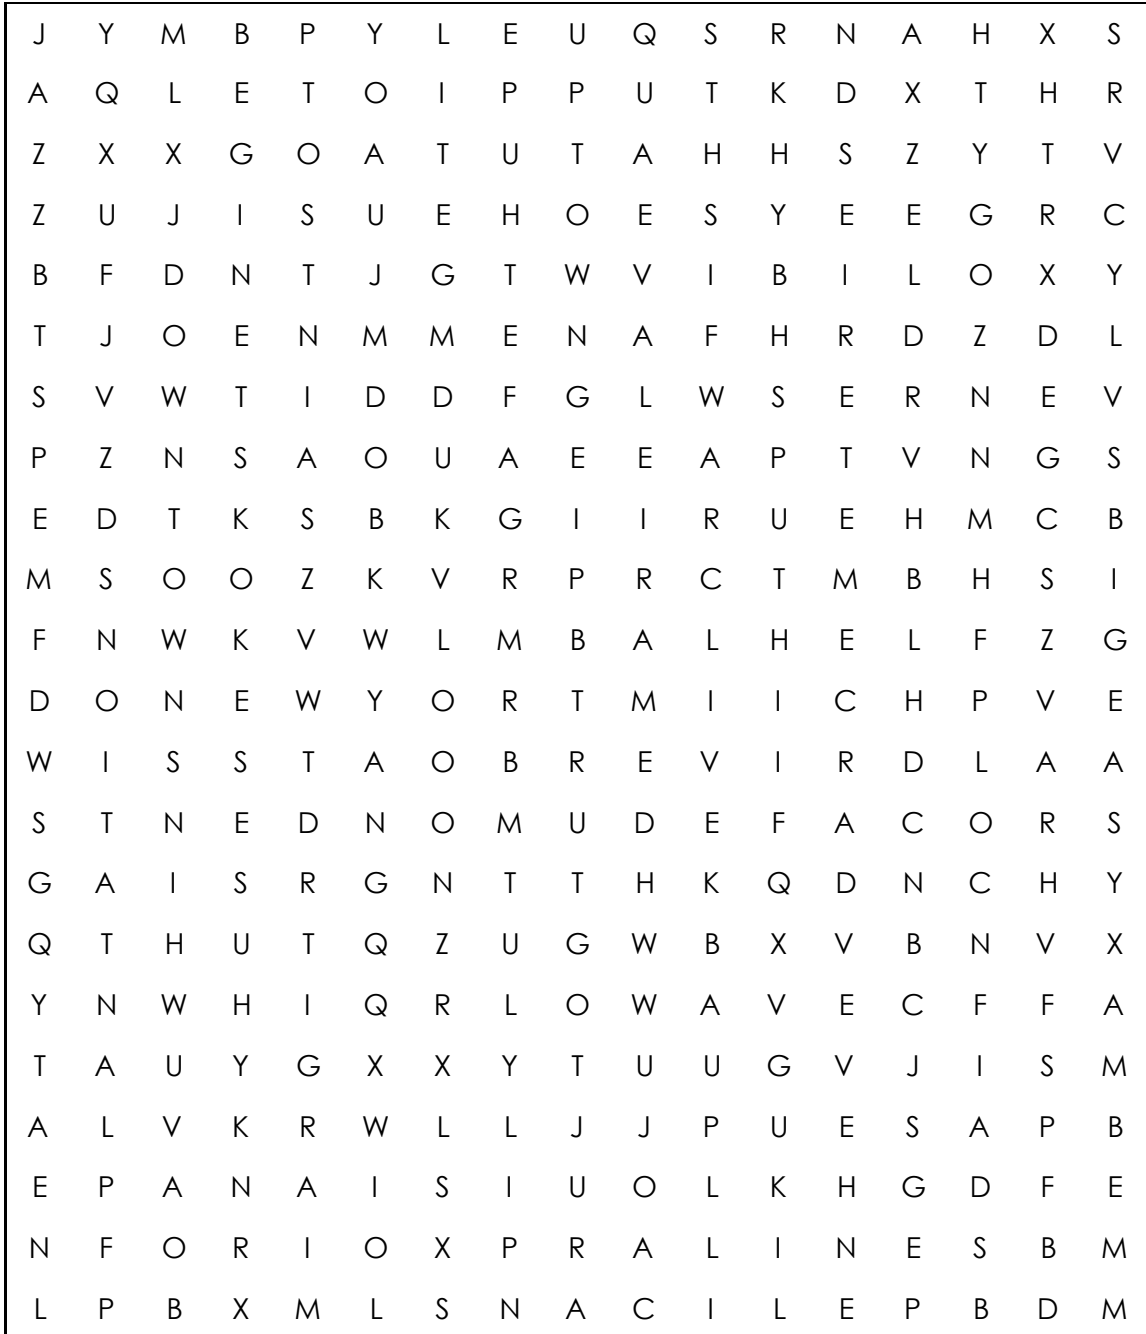 J Y M B P Y L E U Q S R N A H X S
A Q L E T O I P P U T K D X T H R
Z X X G O A T U T A H H S Z Y T V
Z U J I S U E H O E S Y E E G R C
B F D N T J G T W V I B I L O X Y
T J O E N M M E N A F H R D Z D L
S V W T I D D F G L W S E R N E V
P Z N S A O U A E E A P T V N G S
E D T K S B K G I I R U E H M C B
M S O O Z K V R P R C T M B H S I
F N W K V W L M B A L H E L F Z G
D O N E W Y O R T M I I C H P V E
W I S S T A O B R E V I R D L A A
S T N E D N O M U D E F A C O R S
G A I S R G N T T H K Q D N C H Y
Q T H U T Q Z U G W B X V B N V X
Y N W H I Q R L O W A V E C F F A
T A U Y G X X Y T U U G V J I S M
A L V K R W L L J J P U E S A P B
E P A N A I S I U O L K H G D F E
N F O R I O X P R A L I N E S B M
L P B X M L S N A C I L E P B D M